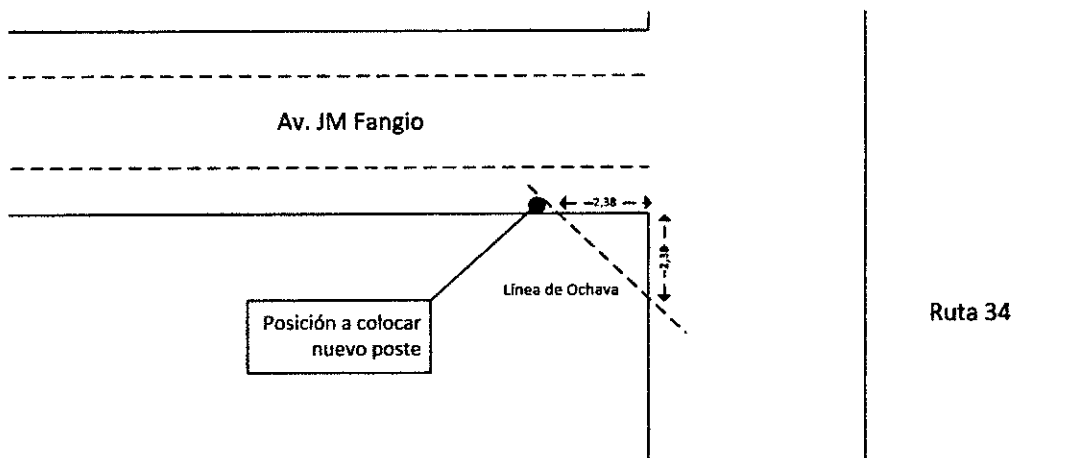 Av. JM Fangio
2,38
2,38
Línea de Ochava
Posición a colocar
nuevo poste
Ruta 34